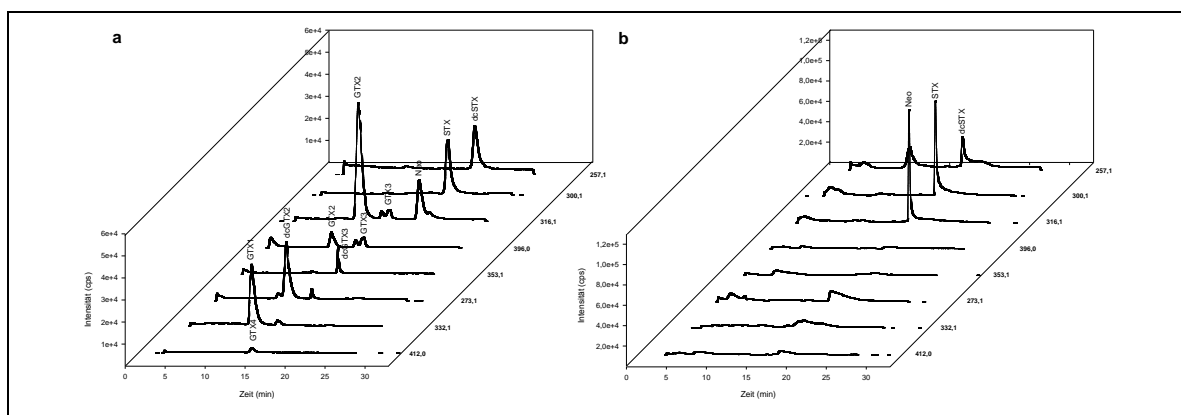 a
6e+4
5e+4
4e+4
3e+4
2e+4
1e+4
GTX2
dcSTX
STX
Neo
GTX3
257,1
300,1
316,1
GTX2
GTX3
dcGTX2
dcGTX3
GTX1
GTX4
396,0
353,1
273,1
332,1
412,0
6e+4
5e+4
4e+4
3e+4
2e+4
1e+4
Intensität (cps)
0 5 10 15 20 25 30
Zeit (min)
b
1,2e+5
1,0e+5
8,0e+4
6,0e+4
4,0e+4
2,0e+4
Neo
STX
dcSTX
257,1
300,1
316,1
396,0
353,1
273,1
332,1
412,0
1,2e+5
1,0e+5
8,0e+4
6,0e+4
4,0e+4
2,0e+4
Intensität (cps)
0 5 10 15 20 25 30
Zeit (min)